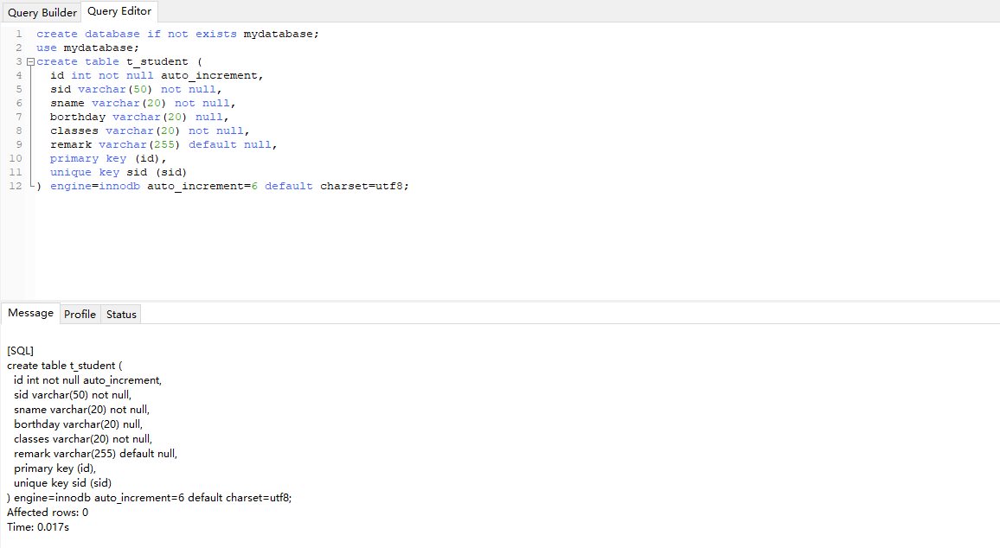 Query Builder Query Editor
1 create database if not exists mydatabase;
2 use mydatabase;
3 create table t_student (
4 id int not null auto_increment,
5 sid varchar(50) not null,
6 sname varchar(20) not null,
7 borthday varchar(20) null,
8 classes varchar(20) not null,
9 remark varchar(255) default null,
10 primary key (id),
11 unique key sid (sid)
12 ) engine=innodb auto_increment=6 default charset=utf8;
Message Profile Status
[SQL]
create table t_student (
id int not null auto_increment,
sid varchar(50) not null,
sname varchar(20) not null,
borthday varchar(20) null,
classes varchar(20) not null,
remark varchar(255) default null,
primary key (id),
unique key sid (sid)
) engine=innodb auto_increment=6 default charset=utf8;
Affected rows: 0
Time: 0.017s